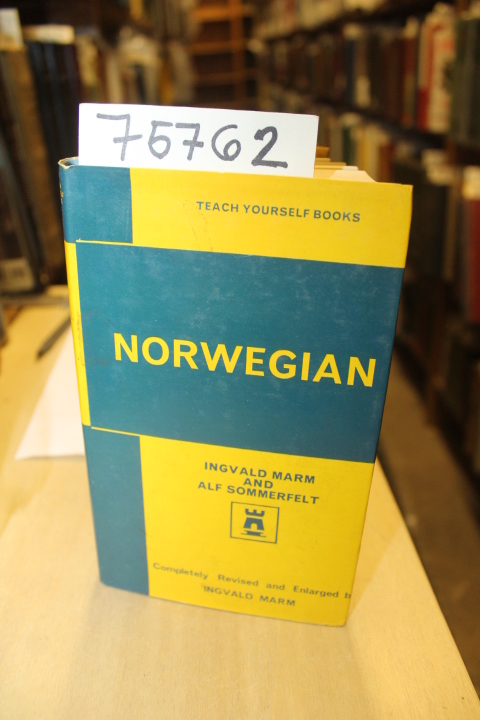 75762
TEACH YOURSELF BOOKS
NORWEGIAN
INGVALD MARM
AND
ALF SOMMERFELT
Completely Revised and Enlarged b
INGVALD MARM